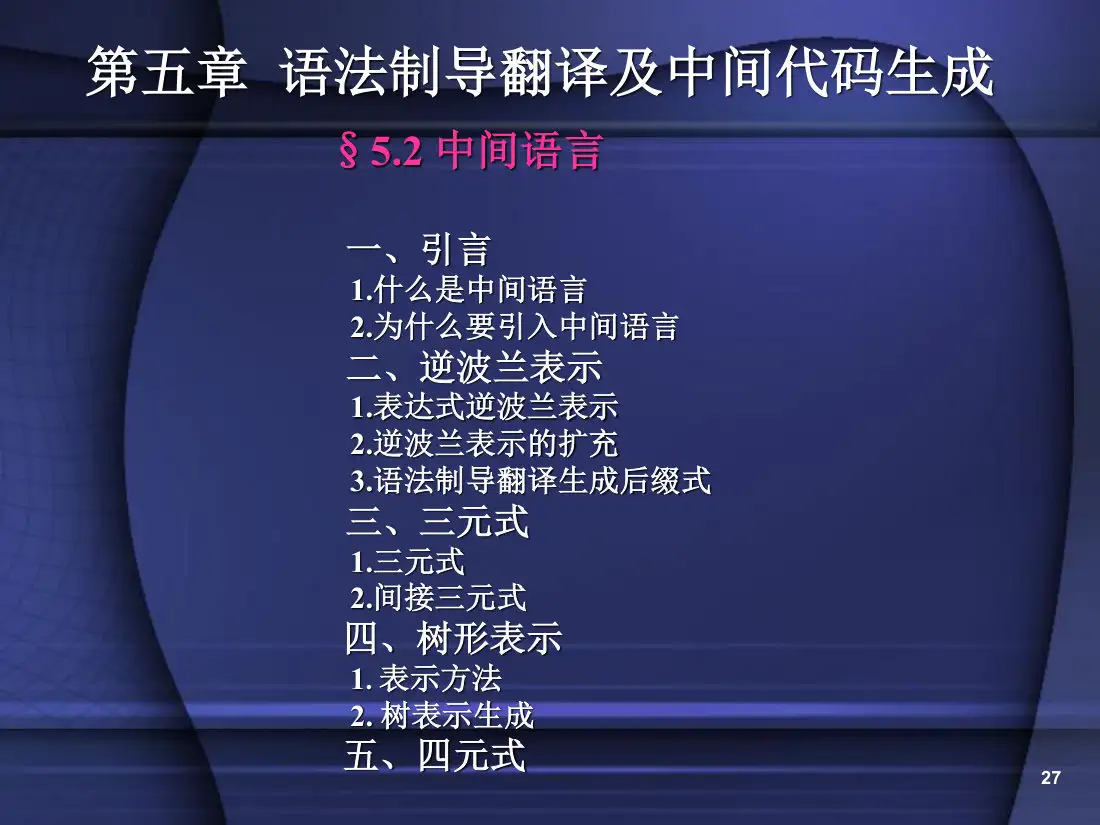 第五章 语法制导翻译及中间代码生成
§5.2 中间语言
一、引言
1.什么是中间语言
2.为什么要引入中间语言
二、逆波兰表示
1.表达式逆波兰表示
2.逆波兰表示的扩充
3.语法制导翻译生成后缀式
三、三元式
1.三元式
2.间接三元式
四、树形表示
1. 表示方法
2. 树表示生成
五、四元式
27